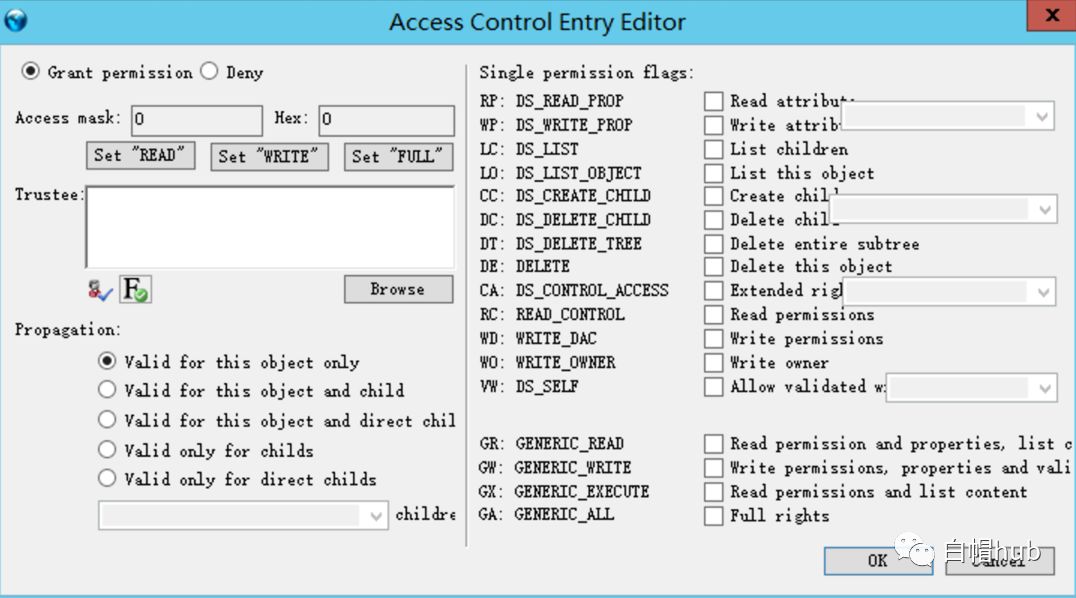 Access Control Entry Editor
Grant permission
Deny
Access mask: 0 Hex: 0
Set "READ" Set "WRITE" Set "FULL"
Trustee:
F
Browse
Propagation:
Valid for this object only
Valid for this object and child
Valid for this object and direct chil
Valid only for childs
Valid only for direct childs
childre
Single permission flags:
RP: DS_READ_PROP Read attribut
WP: DS_WRITE_PROP Write attrib
LC: DS_LIST List children
LO: DS_LIST_OBJECT List this object
CC: DS_CREATE_CHILD Create chil
DC: DS_DELETE_CHILD Delete chil
DT: DS_DELETE_TREE Delete entire subtree
DE: DELETE Delete this object
CA: DS_CONTROL_ACCESS Extended rig
RC: READ_CONTROL Read permissions
WD: WRITE_DAC Write permissions
WO: WRITE_OWNER Write owner
VW: DS_SELF Allow validated w
GR: GENERIC_READ Read permission and properties, list c
GW: GENERIC_WRITE Write permissions, properties and vali
GX: GENERIC_EXECUTE Read permissions and list content
GA: GENERIC_ALL Full rights
OK Cancel
白帽hub